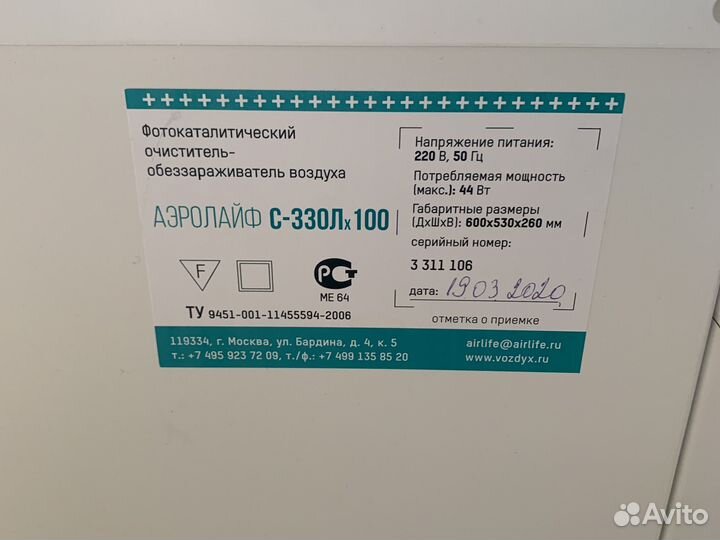 ++++++++++++++++++++++++++++++
Фотокаталитический
очиститель-
обеззараживатель воздуха
АЭРОЛАЙФ С-330Лх100
F
РСТ
МЕ 64
ТУ 9451-001-11455594-2006
Напряжение питания:
220 В, 50 Гц
Потребляемая мощность
(макс.): 44 Вт
Габаритные размеры
(ДхШхВ): 600х530х260 мм
серийный номер:
3 311 106
дата: 19.03.2020
отметка о приемке
119334, г. Москва, ул. Бардина, д. 4, к. 5
т.: +7 495 923 72 09, т./ф.: +7 499 135 85 20
airlife@airlife.ru
www.vozdyx.ru
Avito